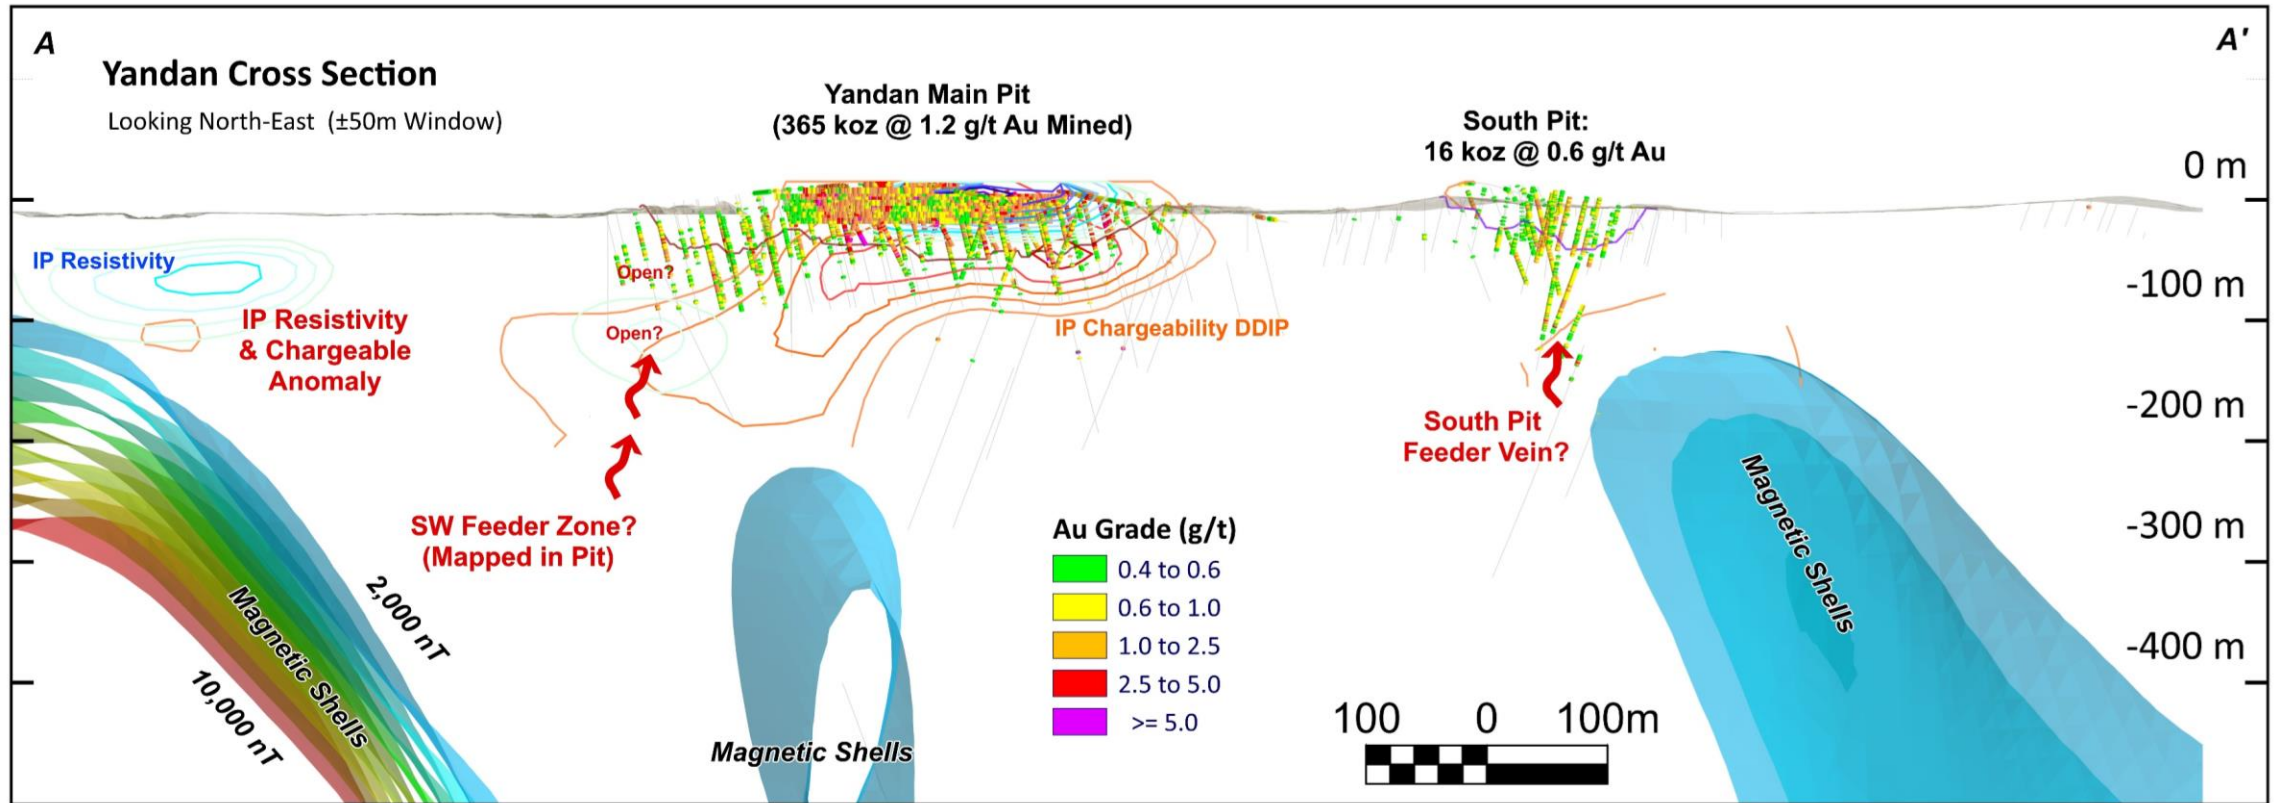 A
A'
Yandan Cross Section
Looking North-East (±50m Window)
Yandan Main Pit
(365 koz @ 1.2 g/t Au Mined)
South Pit:
16 koz @ 0.6 g/t Au
0 m
IP Resistivity
Open?
-100 m
IP Resistivity
& Chargeable
Anomaly
Open?
IP Chargeability DDIP
-200 m
South Pit
Feeder Vein?
SW Feeder Zone?
(Mapped in Pit)
Magnetic Shells
-300 m
Au Grade (g/t)
0.4 to 0.6
0.6 to 1.0
1.0 to 2.5
2.5 to 5.0
>= 5.0
2,000 nT
Magnetic Shells
10,000 nT
-400 m
Magnetic Shells
100 0 100m